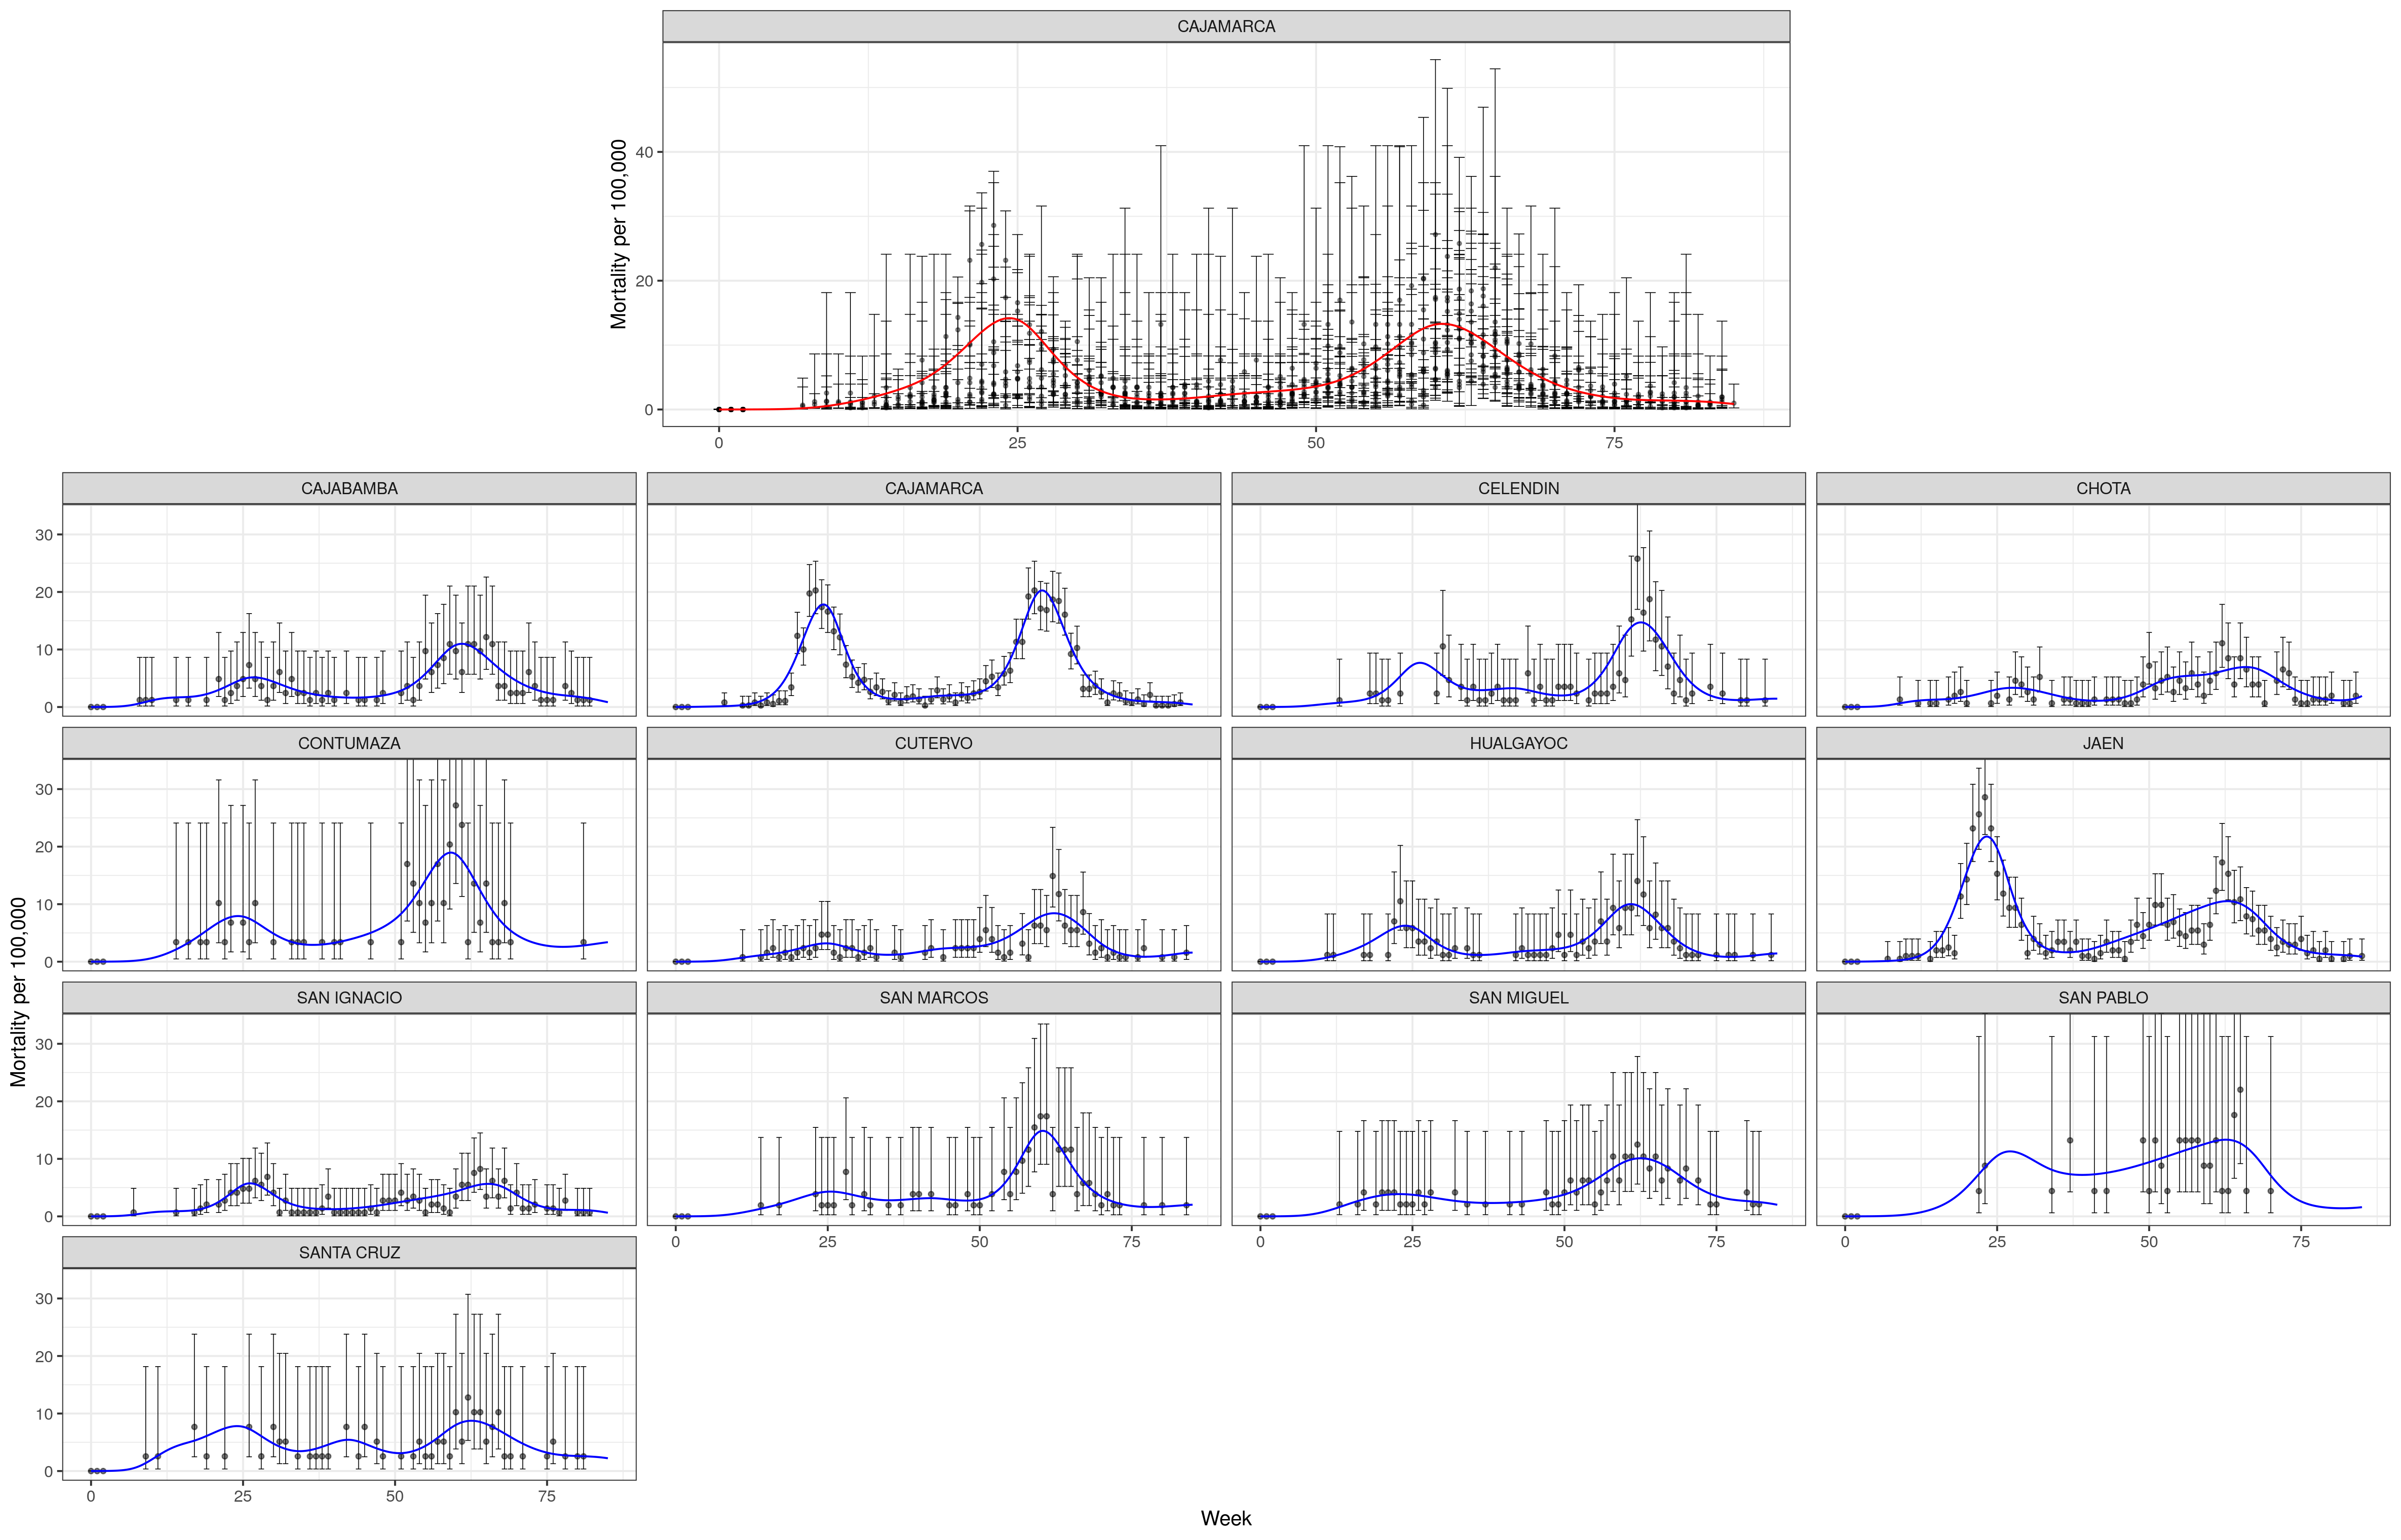 CAJAMARCA
Mortality per 100,000
40
20
0
0 25 50 75
CAJABAMBA CAJAMARCA CELENDIN CHOTA
30
20
10
0
CONTUMAZA CUTERVO HUALGAYOC JAEN
30
20
10
0
Mortality per 100,000
SAN IGNACIO SAN MARCOS SAN MIGUEL SAN PABLO
30
20
10
0
0 25 50 75 0 25 50 75 0 25 50 75
SANTA CRUZ
30
20
10
0
0 25 50 75
Week